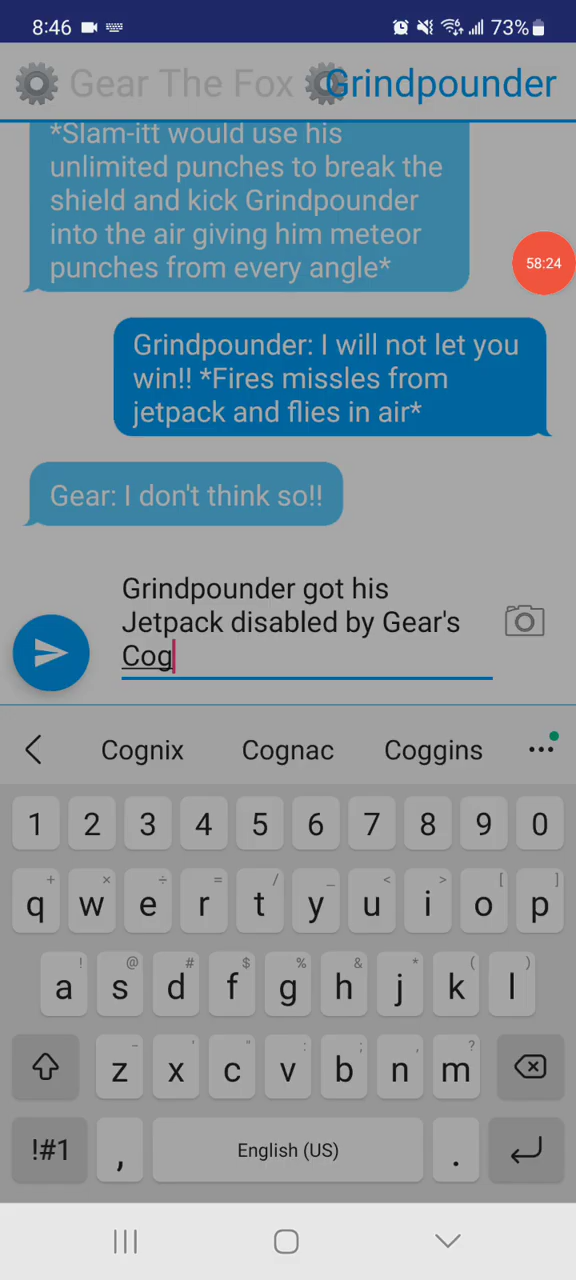 8:46 73%
Gear The Fox Grindpounder
*Slam-itt would use his
unlimited punches to break the
shield and kick Grindpounder
into the air giving him meteor
punches from every angle*
58:24
Grindpounder: I will not let you
win!! *Fires missles from
jetpack and flies in air*
Gear: I don't think so!!
Grindpounder got his
Jetpack disabled by Gear's
Cog
Cognix Cognac Coggins
1 2 3 4 5 6 7 8 9 0
+ × ÷ = / _ < > [ ]
q w e r t y u i o p
! @ # $ % & * ( )
a s d f g h j k l
- ' " : ; , ?
z x c v b n m
!#1 , English (US) .